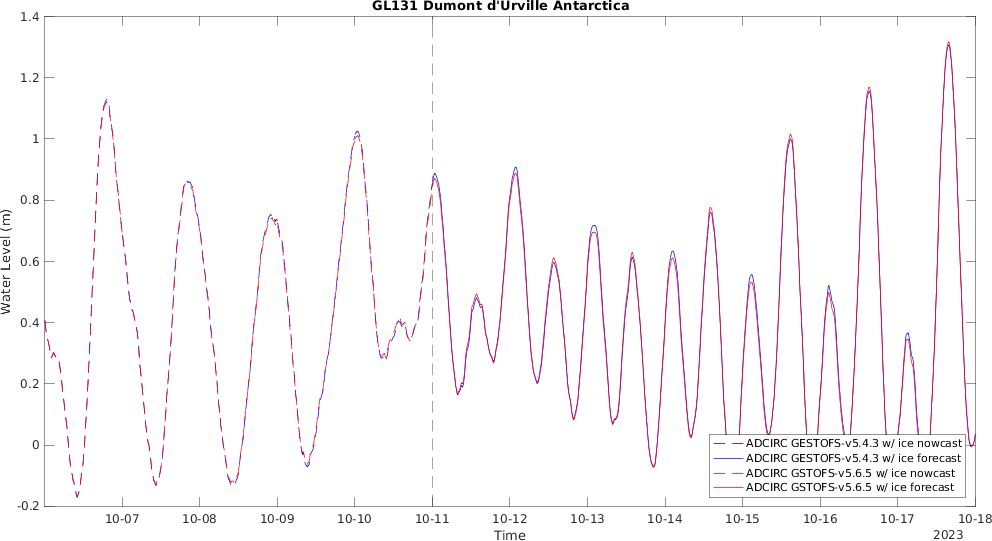 GL131 Dumont d'Urville Antarctica
1.4
1.2
1
0.8
0.6
0.4
0.2
0
-0.2
Water Level (m)
10-07 10-08 10-09 10-10 10-11 10-12 10-13 10-14 10-15 10-16 10-17 10-18
Time
2023
ADCIRC GESTOFS-v5.4.3 w/ ice nowcast
ADCIRC GESTOFS-v5.4.3 w/ ice forecast
ADCIRC GSTOFS-v5.6.5 w/ ice nowcast
ADCIRC GSTOFS-v5.6.5 w/ ice forecast